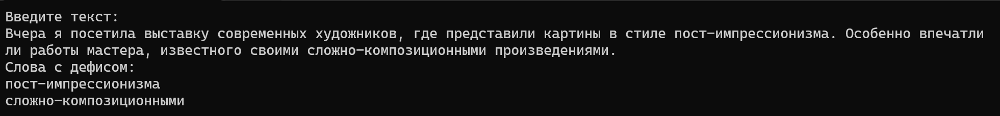 Введите текст:
Вчера я посетила выставку современных художников, где представили картины в стиле пост-импрессионизма. Особенно впечатли
ли работы мастера, известного своими сложно-композиционными произведениями.
Слова с дефисом:
пост-импрессионизма
сложно-композиционными